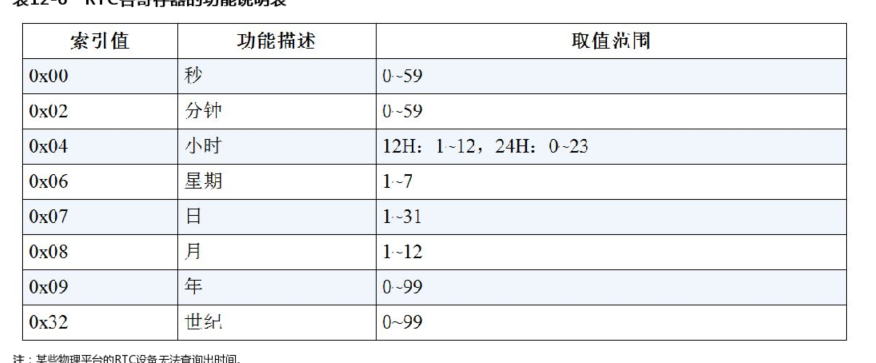 表12-6 RTC各寄存器的功能说明表
索引值 功能描述 取值范围
0x00 秒 0~59
0x02 分钟 0~59
0x04 小时 12H：1~12，24H：0~23
0x06 星期 1~7
0x07 日 1~31
0x08 月 1~12
0x09 年 0~99
0x32 世纪 0~99
注：某些物理平台的RTC设备无法查询出时间。